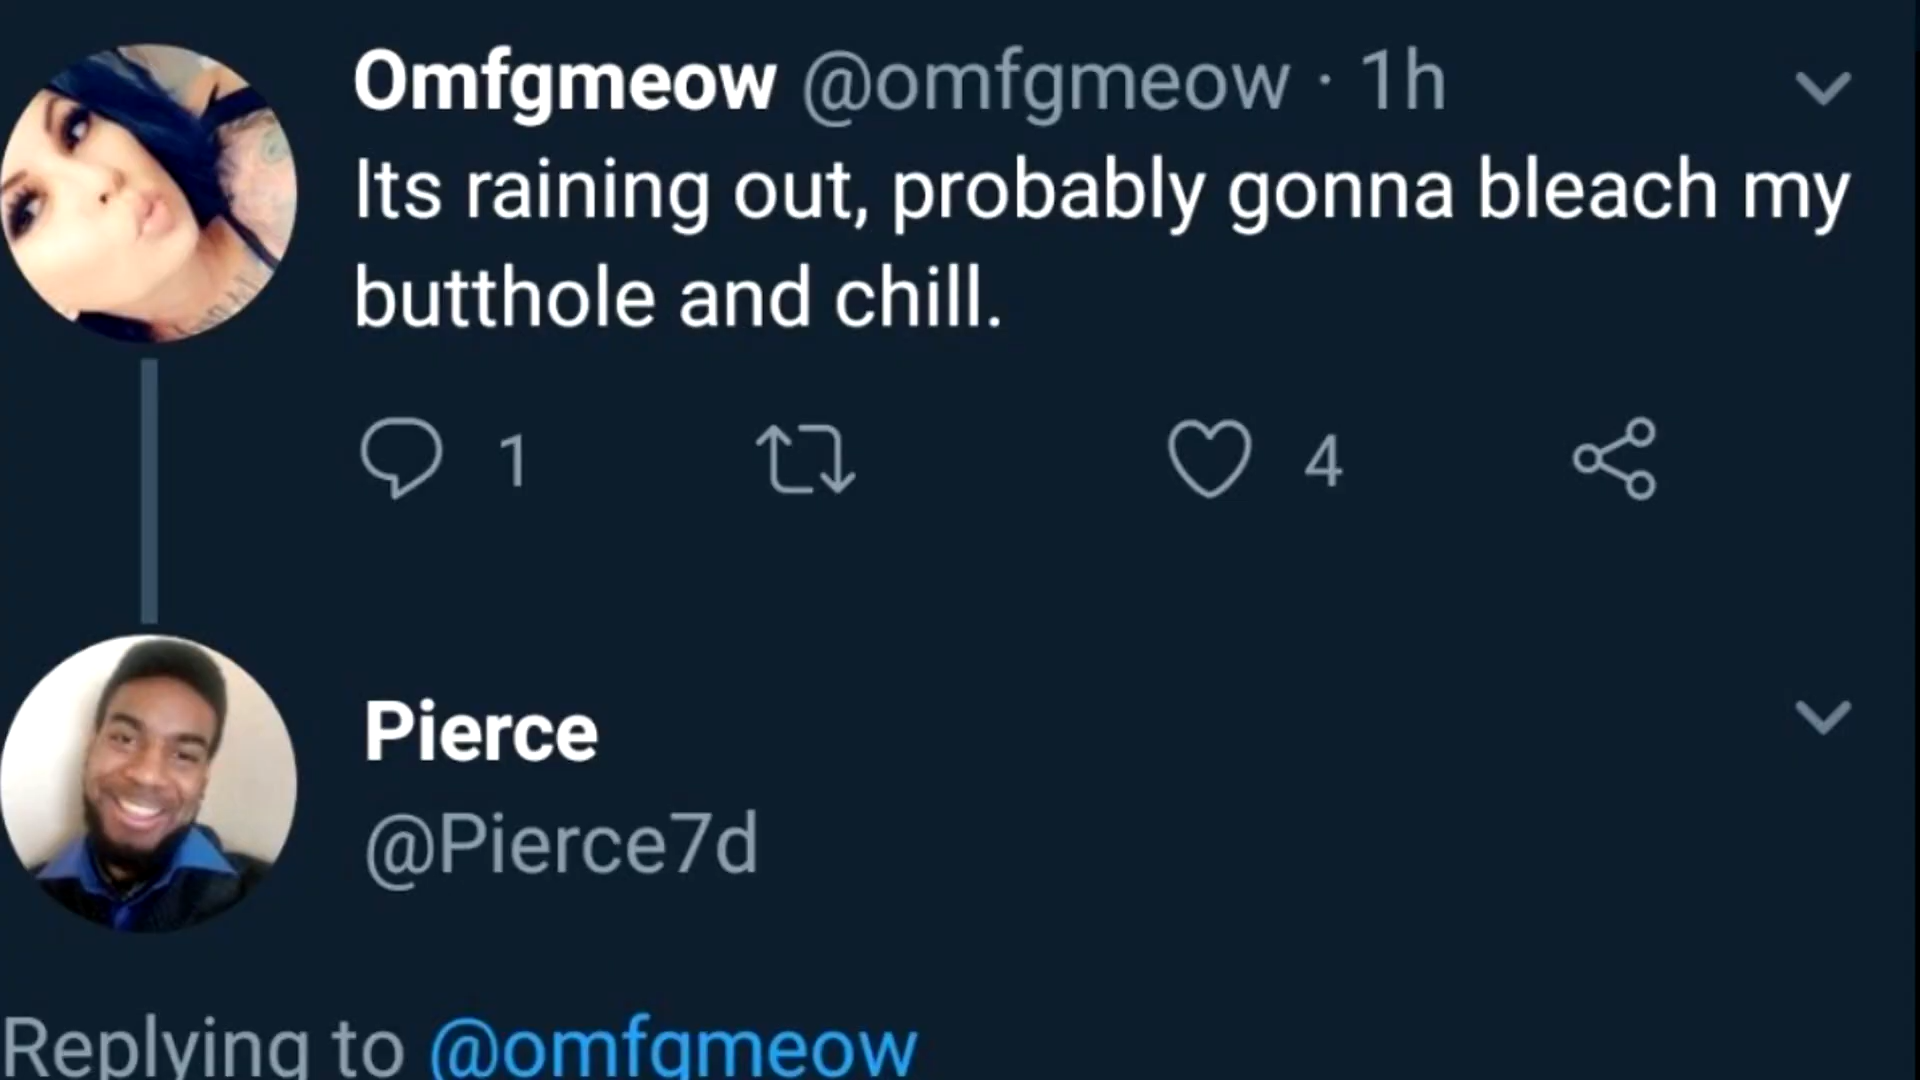 Omfgmeow @omfgmeow · 1h
Its raining out, probably gonna bleach my
butthole and chill.
1 4
Pierce
@Pierce7d
Replying to @omfgmeow